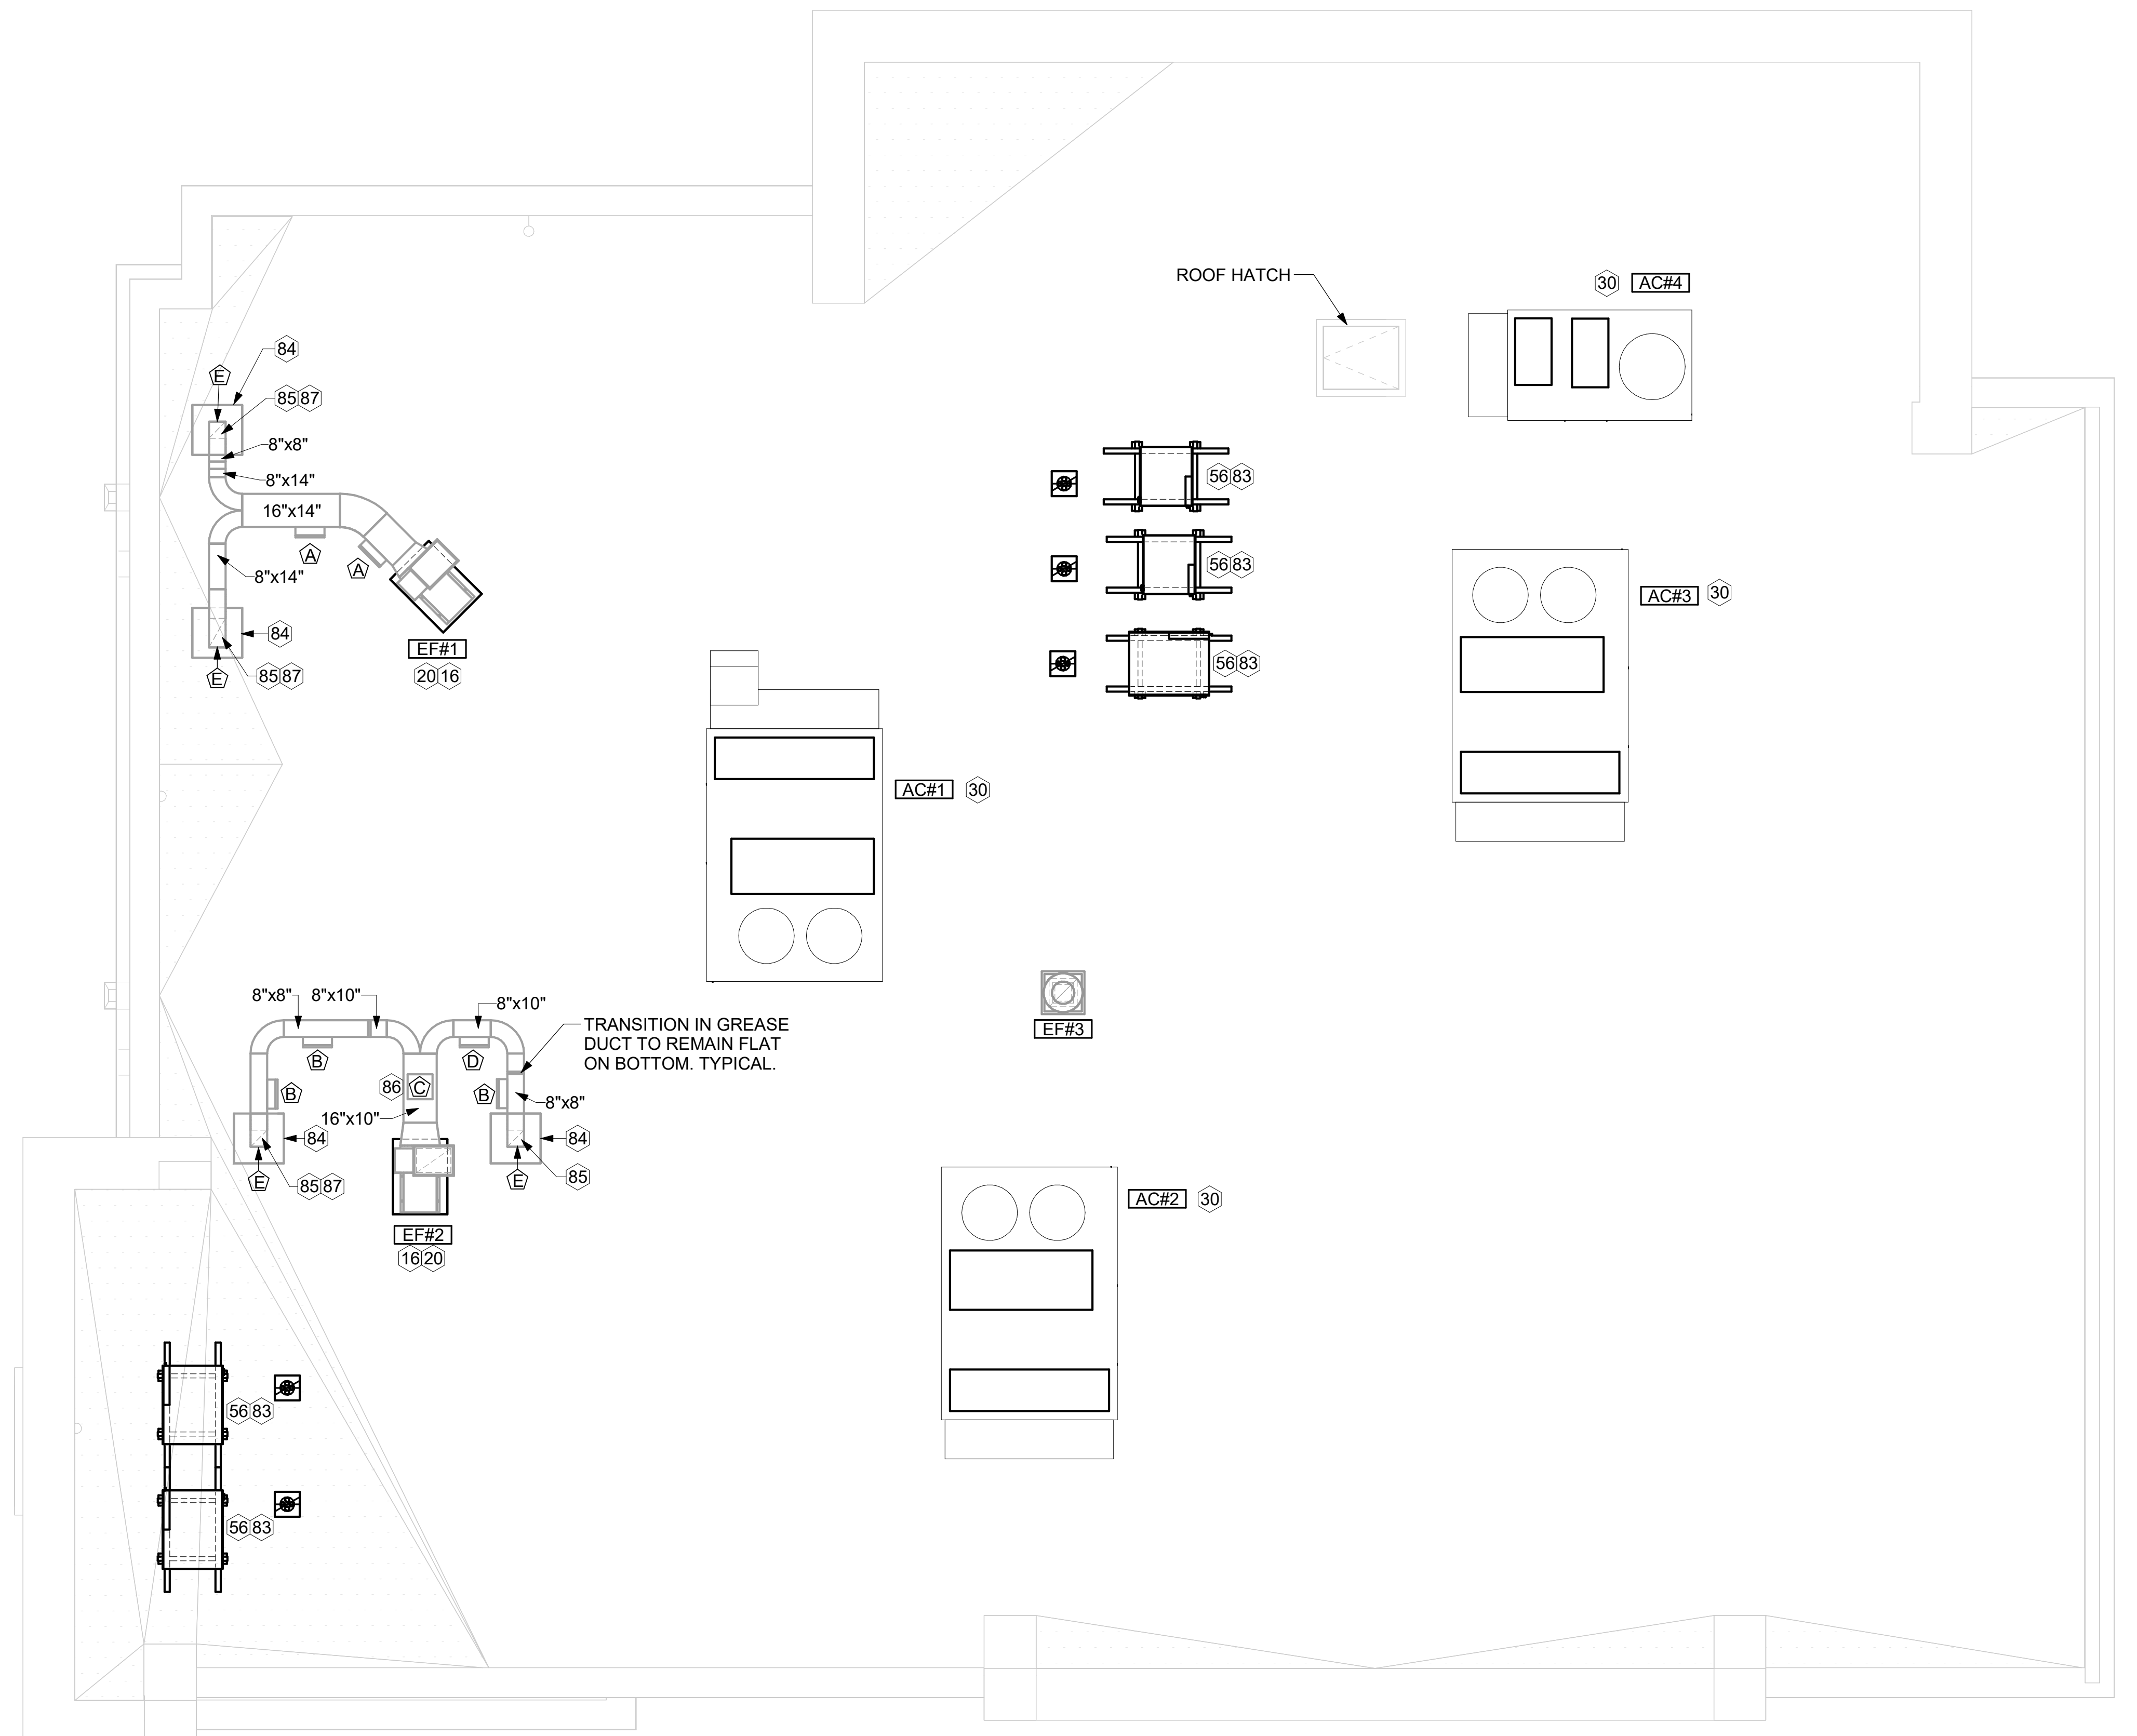 ROOF HATCH
30 AC#4
84
E
85 87
8"x8"
8"x14"
16"x14"
A
A
8"x14"
84
E
85 87
EF#1
20 16
56 83
56 83
56 83
AC#3 30
AC#1 30
8"x8" 8"x10"
8"x10"
TRANSITION IN GREASE
DUCT TO REMAIN FLAT
ON BOTTOM. TYPICAL.
EF#3
B
D
86 C
B
B
8"x8"
16"x10"
84
84
E
85 87
E
85
EF#2
16 20
AC#2 30
56 83
56 83